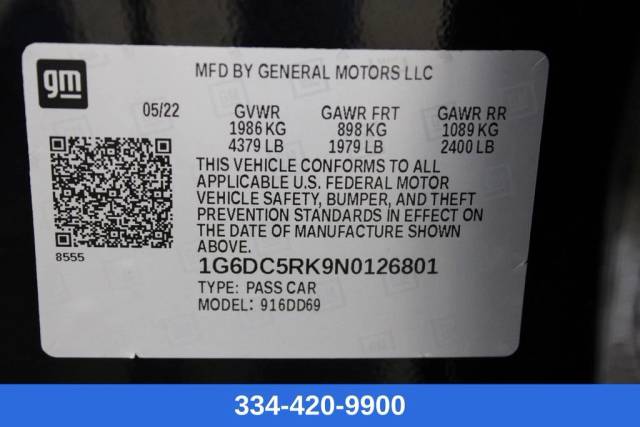 gm
MFD BY GENERAL MOTORS LLC
05/22 GVWR GAWR FRT GAWR RR
1986 KG 898 KG 1089 KG
4379 LB 1979 LB 2400 LB
THIS VEHICLE CONFORMS TO ALL
APPLICABLE U.S. FEDERAL MOTOR
VEHICLE SAFETY, BUMPER, AND THEFT
PREVENTION STANDARDS IN EFFECT ON
THE DATE OF MANUFACTURE SHOWN
ABOVE.
8555
1G6DC5RK9N0126801
TYPE: PASS CAR
MODEL: 916DD69
334-420-9900